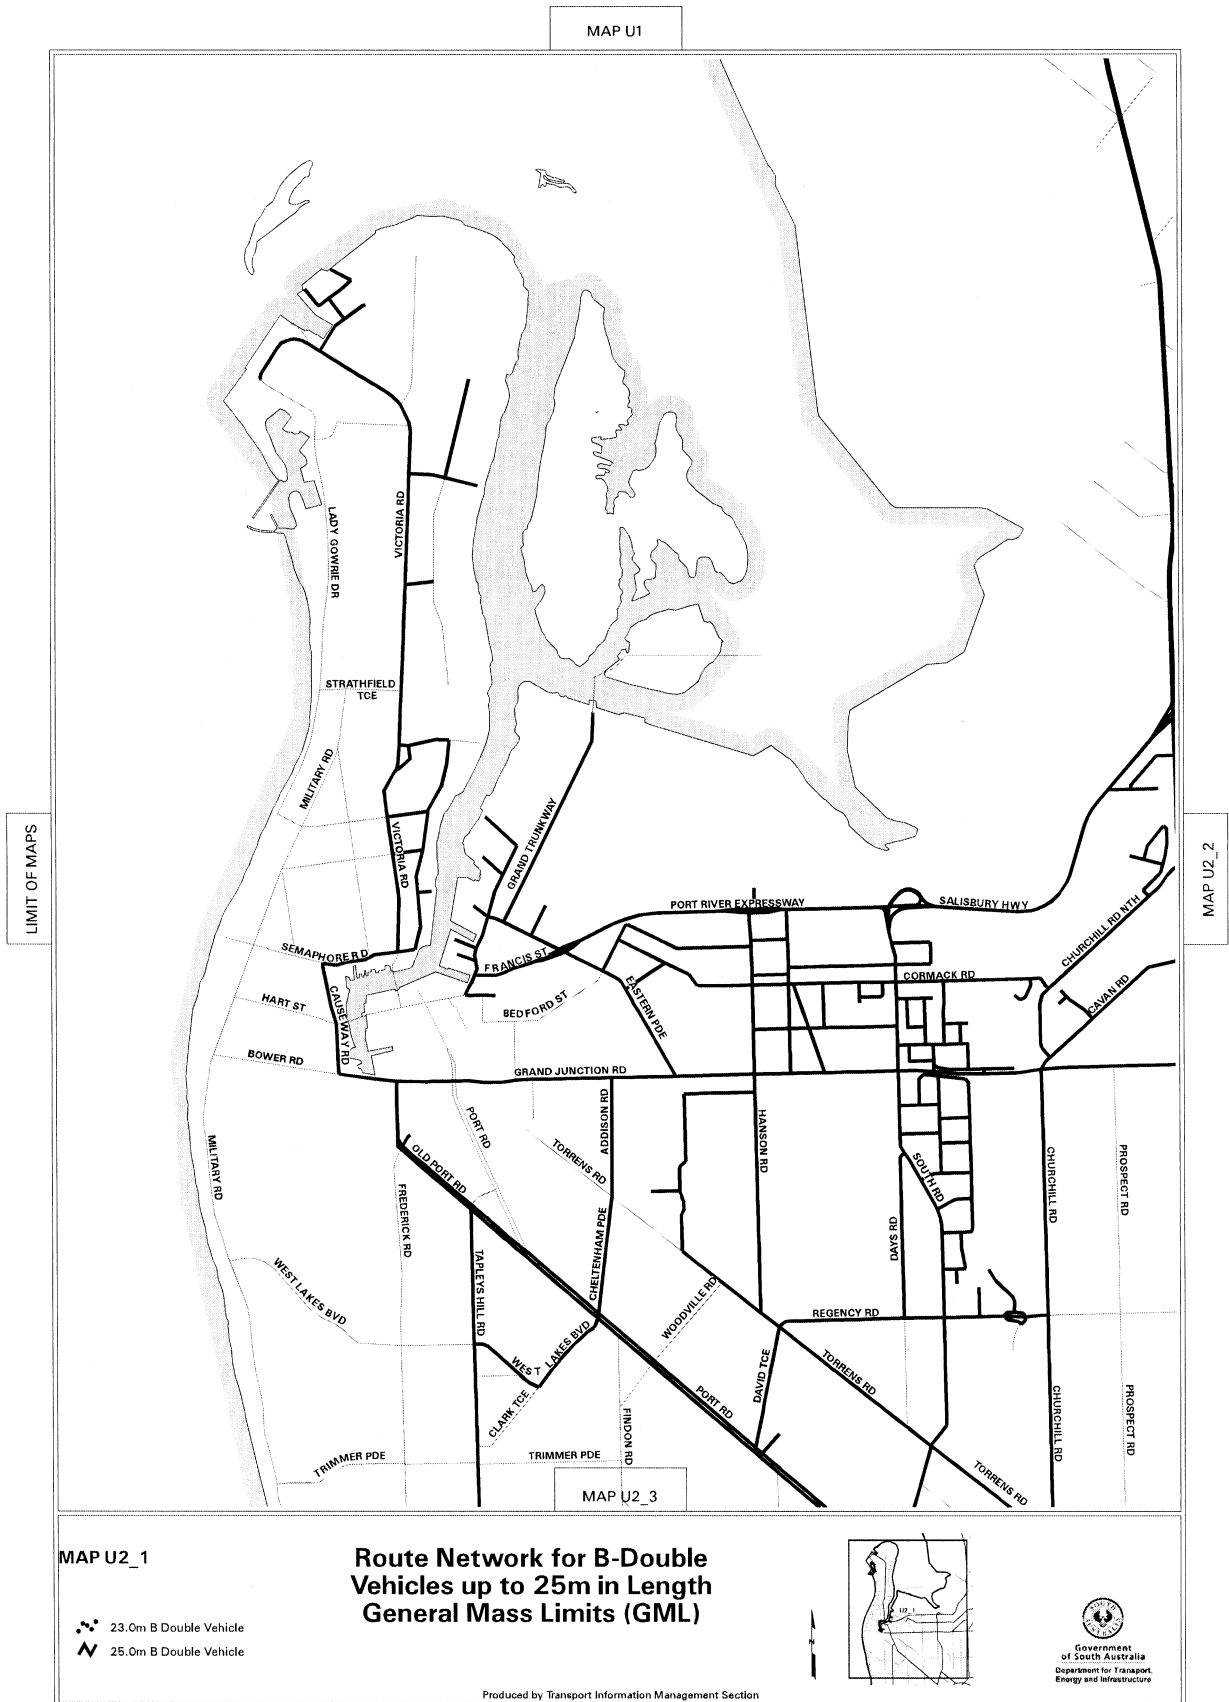 MAP U1
LADY GOWRIE DR
VICTORIA RD
STRATHFIELD
TCE
MILITARY RD
VICTORIA RD
GRAND TRUNKWAY
LIMIT OF MAPS
MAP U2_2
PORT RIVER EXPRESSWAY
SALISBURY HWY
CHURCHILL RD NTH
SEMAPHORE RD
FRANCIS ST
CORMACK RD
CAVAN RD
HART ST
CAUSEWAY RD
BEDFORD ST
EASTERN PDE
BOWER RD
GRAND JUNCTION RD
MILITARY RD
PORT RD
OLD PORT RD
ADDISON RD
TORRENS RD
HANSON RD
SOUTH RD
CHURCHILL RD
PROSPECT RD
FREDERICK RD
CHELTENHAM PDE
DAYS RD
WEST LAKES BVD
TAPLEYS HILL RD
WOODVILLE RD
REGENCY RD
WEST LAKES BVD
TORRENS RD
CLARK TCE
PORT RD
DAVID TCE
FINDON RD
CHURCHILL RD
PROSPECT RD
TRIMMER PDE
TRIMMER PDE
TORRENS RD
MAP U2_3
MAP U2_1
Route Network for B-Double
Vehicles up to 25m in Length
General Mass Limits (GML)
23.0m B Double Vehicle
25.0m B Double Vehicle
N
U2_1
SOUTH
AUSTRALIA
Government
of South Australia
Department for Transport,
Energy and Infrastructure
Produced by Transport Information Management Section